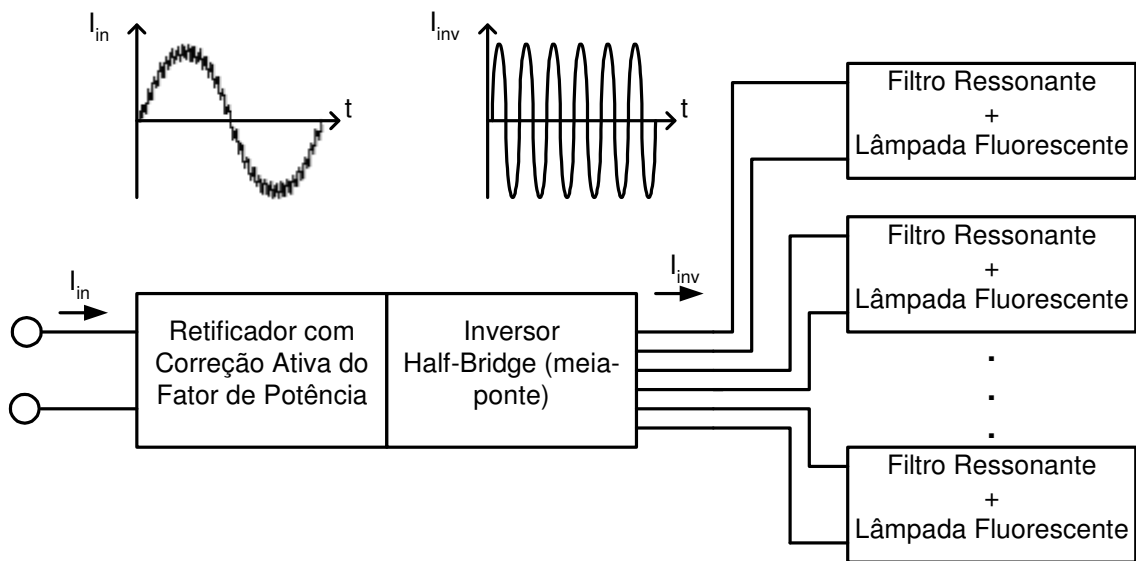 I_in
t
I_inv
t
Filtro Ressonante
+
Lâmpada Fluorescente
Filtro Ressonante
+
Lâmpada Fluorescente
.
.
.
I_in
I_inv
Retificador com
Correção Ativa do
Fator de Potência
Inversor
Half-Bridge (meia-
ponte)
Filtro Ressonante
+
Lâmpada Fluorescente